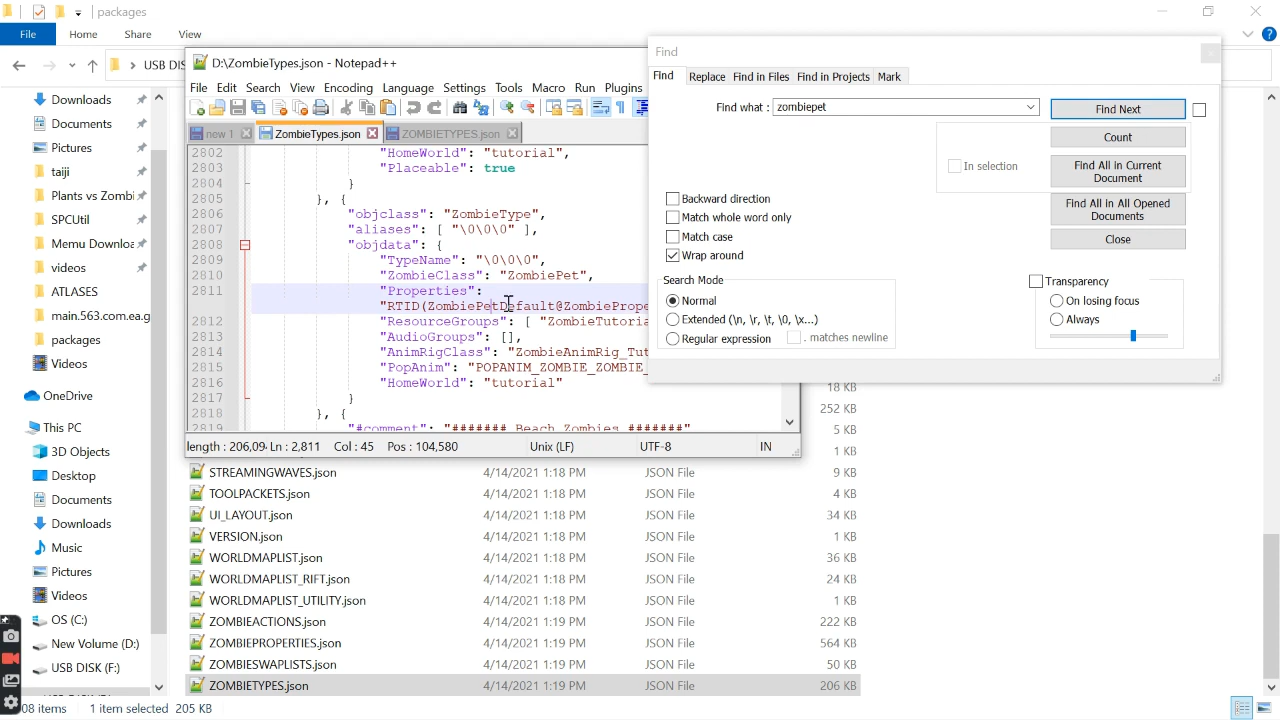 packages
File
Home
Share
View
USB DIS
Downloads
Documents
Pictures
taiji
Plants vs Zombi
SPCUtil
Memu Downloa
videos
ATLASES
main.563.com.ea.g
packages
Videos
OneDrive
This PC
3D Objects
Desktop
Documents
Downloads
Music
Pictures
Videos
OS (C:)
New Volume (D:)
USB DISK (F:)
D:\ZombieTypes.json - Notepad++
File Edit Search View Encoding Language Settings Tools Macro Run Plugins
new 1
ZombieTypes.json
ZOMBIETYPES.json
2802 "HomeWorld": "tutorial",
2803 "Placeable": true
2804 }
2805 }, {
2806 "objclass": "ZombieType",
2807 "aliases": [ "\0\0\0" ],
2808 "objdata": {
2809 "TypeName": "\0\0\0",
2810 "ZombieClass": "ZombiePet",
2811 "Properties":
"RTID(ZombiePetDefault@ZombiePrope
2812 "ResourceGroups": [ "ZombieTutoria
2813 "AudioGroups": [],
2814 "AnimRigClass": "ZombieAnimRig_Tut
2815 "PopAnim": "POPANIM_ZOMBIE_ZOMBIE_
2816 "HomeWorld": "tutorial"
2817 }
2818 }, {
2819 "#comment": "####### Beach Zombies #######"
length : 206,09 Ln : 2,811 Col : 45 Pos : 104,580 Unix (LF) UTF-8 IN
Find
Find Replace Find in Files Find in Projects Mark
Find what : zombiepet
Find Next
Count
In selection
Find All in Current
Document
Find All in All Opened
Documents
Close
Backward direction
Match whole word only
Match case
Wrap around
Search Mode
Normal
Extended (\n, \r, \t, \0, \x...)
Regular expression
. matches newline
Transparency
On losing focus
Always
18 KB
252 KB
5 KB
1 KB
STREAMINGWAVES.json 4/14/2021 1:18 PM JSON File 9 KB
TOOLPACKETS.json 4/14/2021 1:18 PM JSON File 4 KB
UI_LAYOUT.json 4/14/2021 1:18 PM JSON File 34 KB
VERSION.json 4/14/2021 1:18 PM JSON File 1 KB
WORLDMAPLIST.json 4/14/2021 1:18 PM JSON File 36 KB
WORLDMAPLIST_RIFT.json 4/14/2021 1:18 PM JSON File 24 KB
WORLDMAPLIST_UTILITY.json 4/14/2021 1:18 PM JSON File 1 KB
ZOMBIEACTIONS.json 4/14/2021 1:18 PM JSON File 222 KB
ZOMBIEPROPERTIES.json 4/14/2021 1:19 PM JSON File 564 KB
ZOMBIESWAPLISTS.json 4/14/2021 1:19 PM JSON File 50 KB
ZOMBIETYPES.json 4/14/2021 1:19 PM JSON File 206 KB
08 items 1 item selected 205 KB